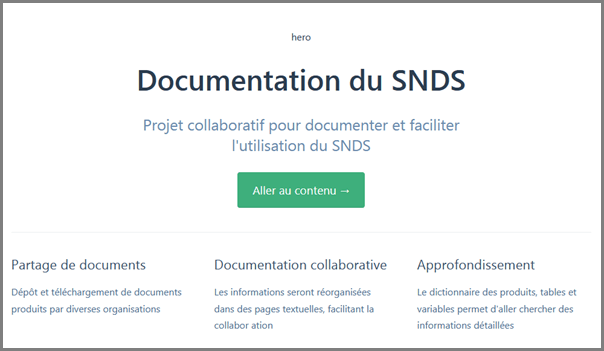 hero
Documentation du SNDS
Projet collaboratif pour documenter et faciliter
l'utilisation du SNDS
Aller au contenu →
Partage de documents
Dépôt et téléchargement de documents
produits par diverses organisations
Documentation collaborative
Les informations seront réorganisées
dans des pages textuelles, facilitant la
collabor ation
Approfondissement
Le dictionnaire des produits, tables et
variables permet d'aller chercher des
informations détaillées